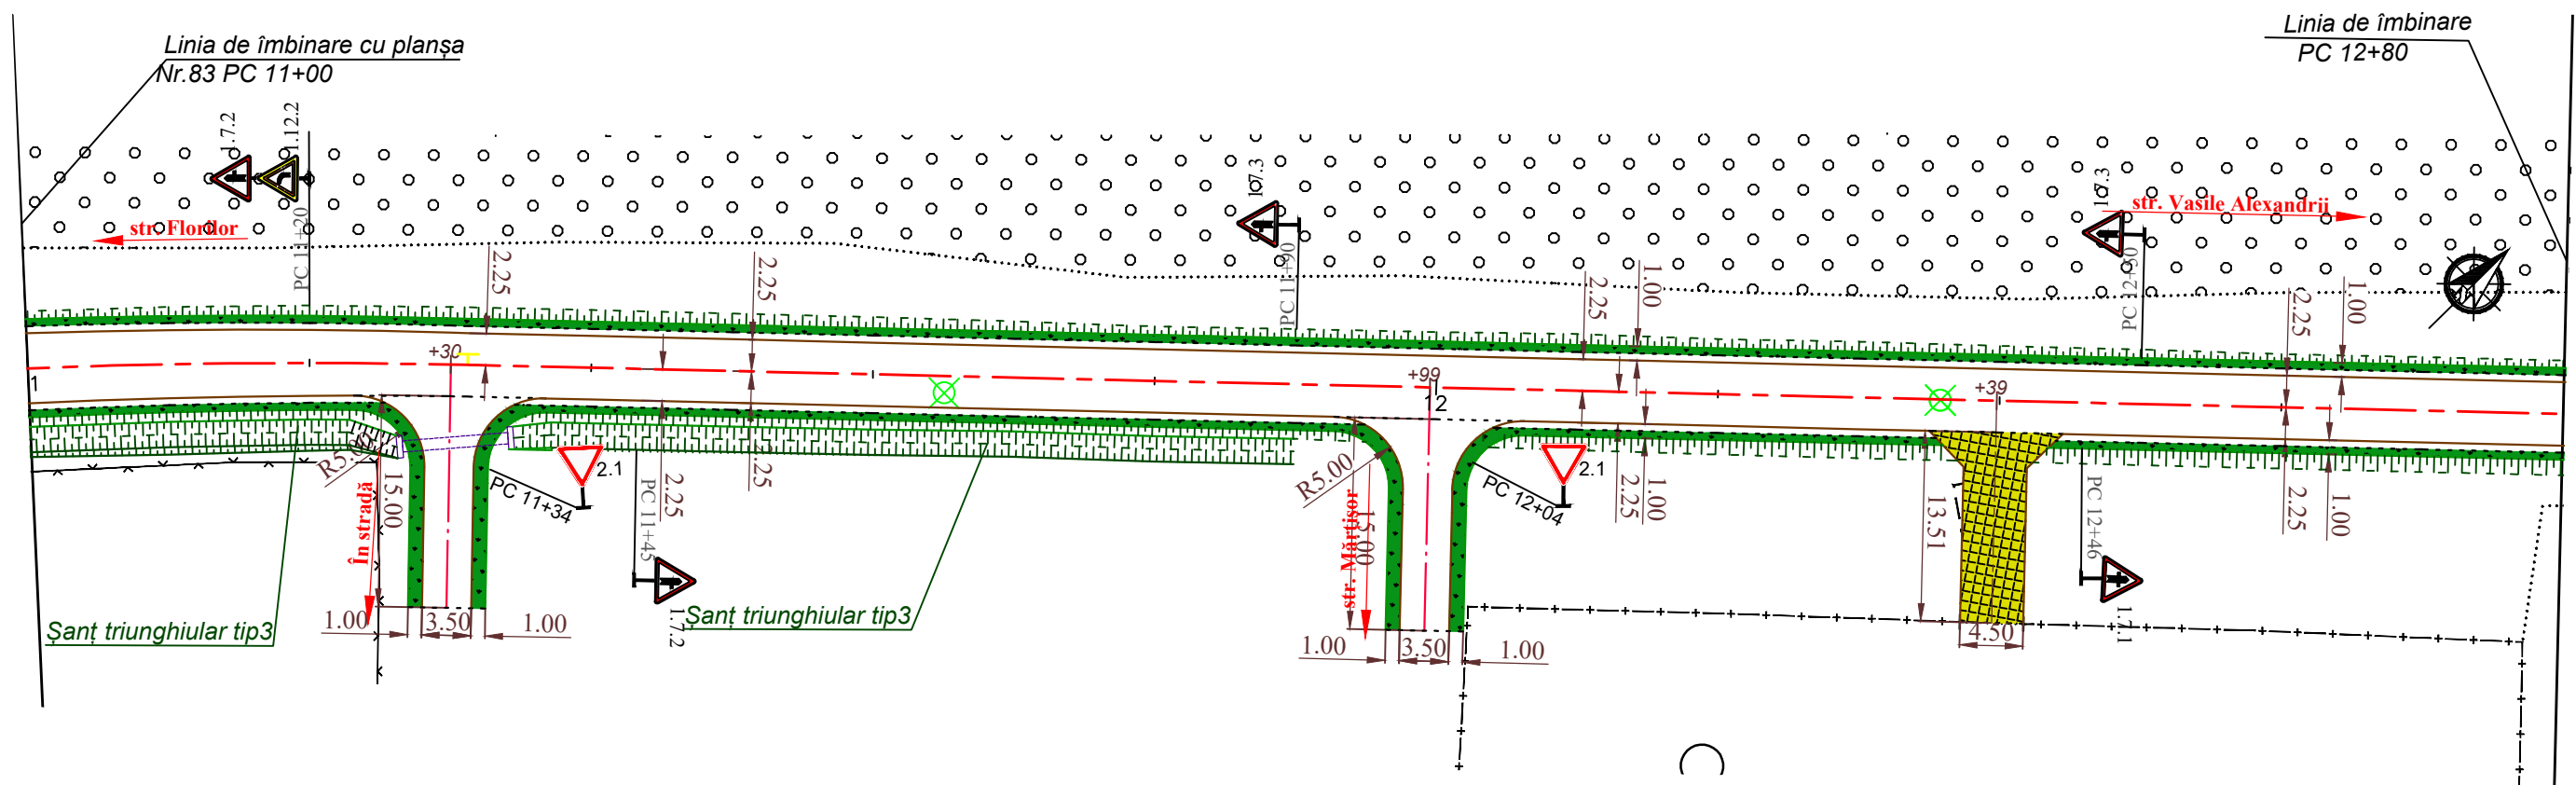 Linia de îmbinare cu planșa
Nr.83 PC 11+00
Linia de îmbinare
PC 12+80
1.7.2
1.12.2
PC 11+20
str. Florilor
1.7.3
PC 11+90
1.7.3
str. Vasile Alexandrii
PC 12+50
2.25
2.25
2.25
1.00
2.25
1.00
+30
+99
+39
1
12
R5.00
15.00
În stradă
PC 11+34
2.1
PC 11+45
2.25
2.25
1.7.2
R5.00
15.00
str. Mărțișor
PC 12+04
2.1
2.25
1.00
13.51
PC 12+46
1.7.1
2.25
1.00
Șanț triunghiular tip3
1.00
3.50
1.00
Șanț triunghiular tip3
1.00
3.50
1.00
4.50